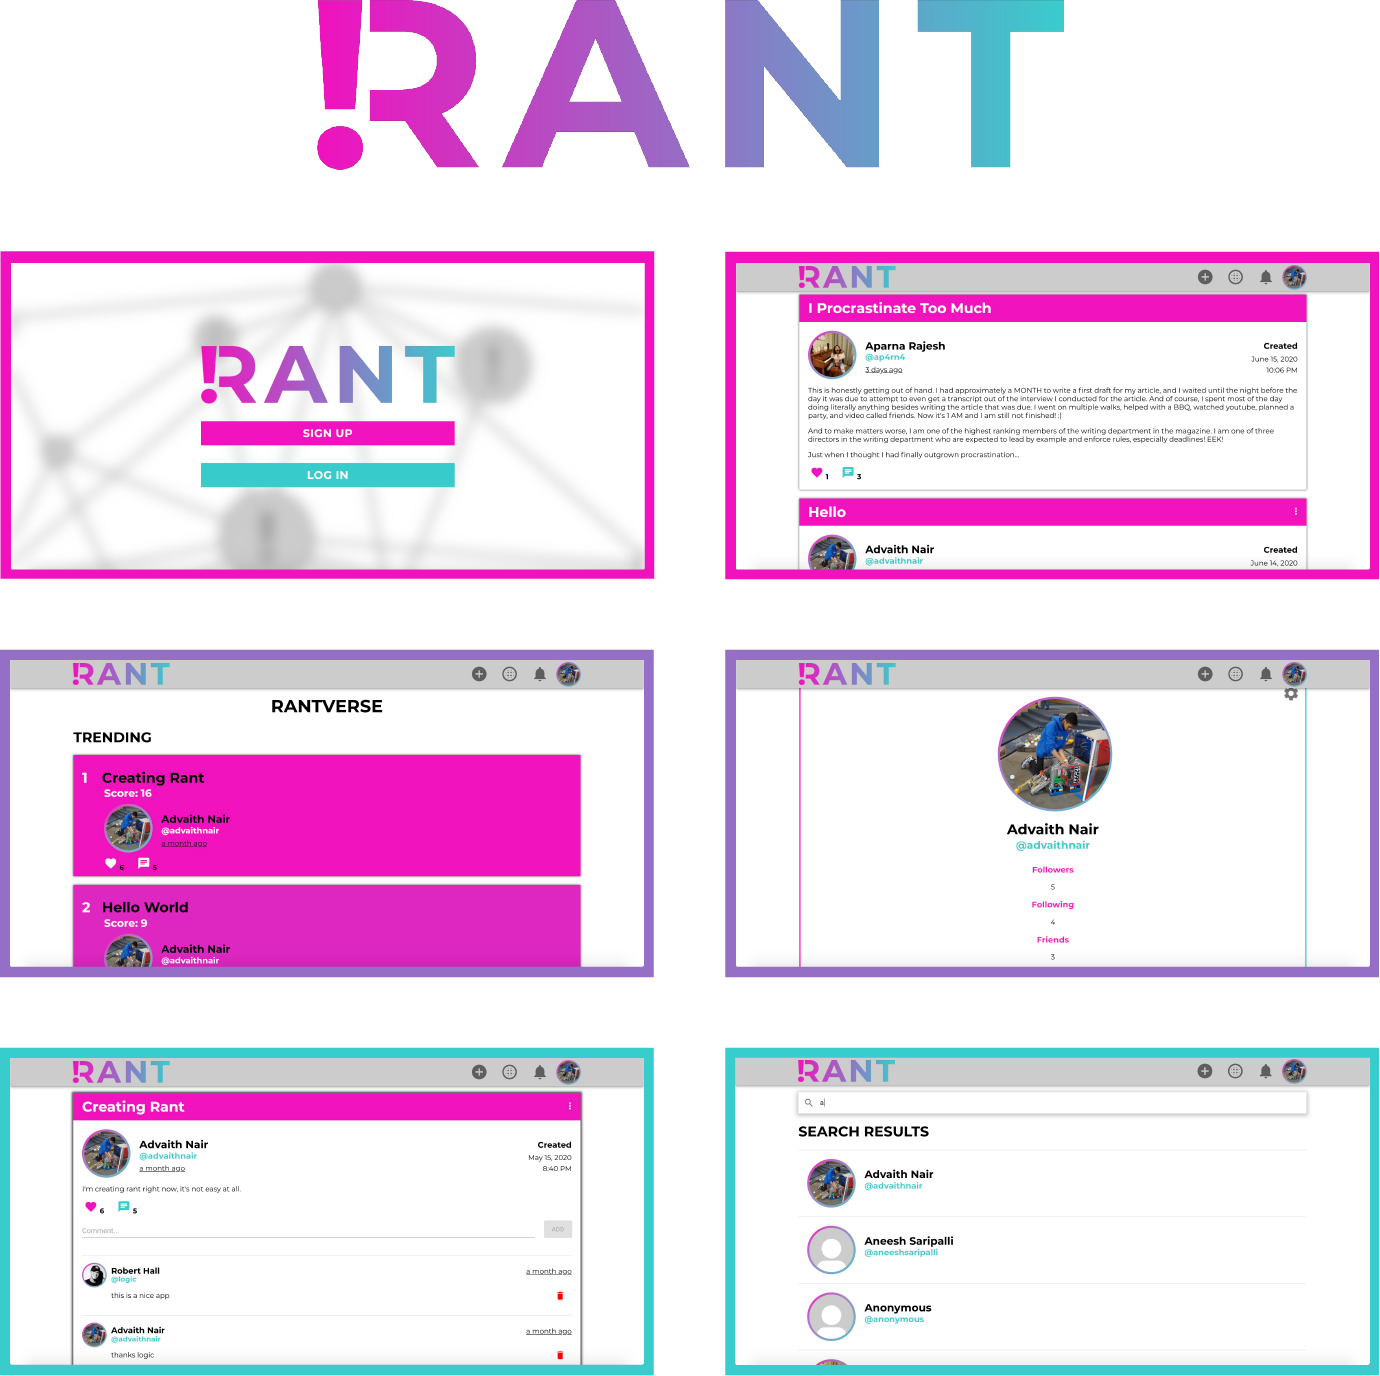 !RANT
!RANT
SIGN UP
LOG IN
!RANT
I Procrastinate Too Much
Aparna Rajesh
@ap4rn4
3 days ago
Created
June 15, 2020
10:06 PM
This is honestly getting out of hand. I had approximately a MONTH to write a first draft for my article, and I waited until the night before the
day it was due to attempt to even get a transcript out of the interview I conducted for the article. And of course, I spent most of the day
doing literally anything besides writing the article that was due. I went on multiple walks, helped with a BBQ, watched youtube, planned a
party, and video called friends. Now it's 1 AM and I am still not finished! :)
And to make matters worse, I am one of the highest ranking members of the writing department in the magazine. I am one of three
directors in the writing department who are expected to lead by example and enforce rules, especially deadlines! EEK!
Just when I thought I had finally outgrown procrastination...
1 3
Hello
Advaith Nair
@advaithnair
Created
June 14, 2020
!RANT
RANTVERSE
TRENDING
1 Creating Rant
Score: 16
Advaith Nair
@advaithnair
a month ago
6 5
2 Hello World
Score: 9
Advaith Nair
@advaithnair
!RANT
Advaith Nair
@advaithnair
Followers
5
Following
4
Friends
3
!RANT
Creating Rant
Advaith Nair
@advaithnair
a month ago
Created
May 15, 2020
8:40 PM
I'm creating rant right now, it's not easy at all.
6 5
Comment...
ADD
Robert Hall
@logic
a month ago
this is a nice app
Advaith Nair
@advaithnair
a month ago
thanks logic
!RANT
a
SEARCH RESULTS
Advaith Nair
@advaithnair
Aneesh Saripalli
@aneeshsaripalli
Anonymous
@anonymous